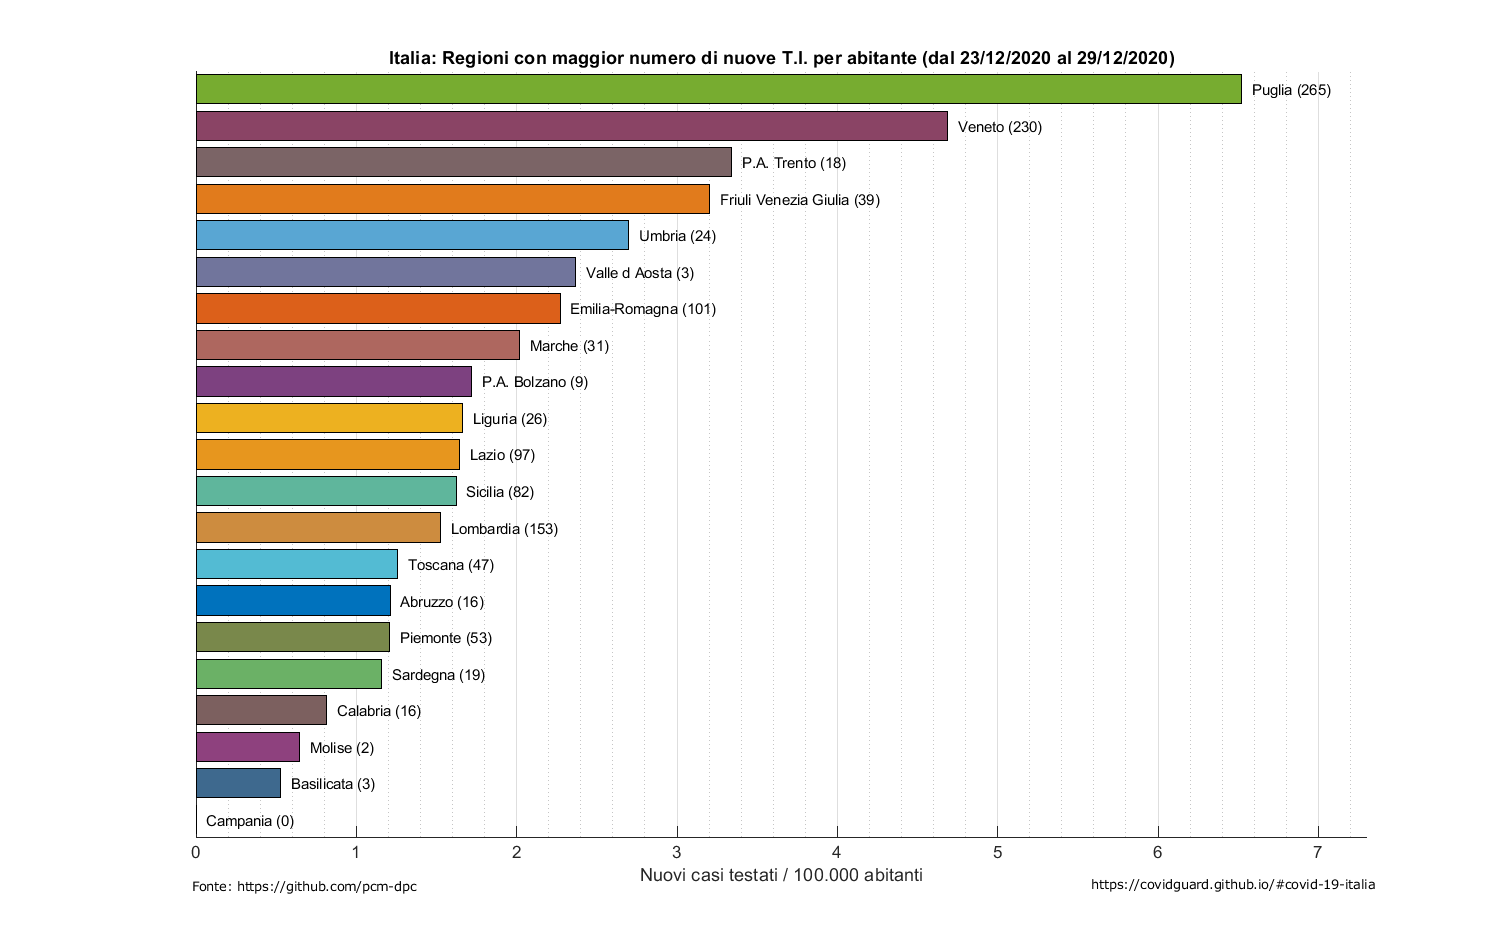 Italia: Regioni con maggior numero di nuove T.I. per abitante (dal 23/12/2020 al 29/12/2020)
Puglia (265)
Veneto (230)
P.A. Trento (18)
Friuli Venezia Giulia (39)
Umbria (24)
Valle d Aosta (3)
Emilia-Romagna (101)
Marche (31)
P.A. Bolzano (9)
Liguria (26)
Lazio (97)
Sicilia (82)
Lombardia (153)
Toscana (47)
Abruzzo (16)
Piemonte (53)
Sardegna (19)
Calabria (16)
Molise (2)
Basilicata (3)
Campania (0)
0 1 2 3 4 5 6 7
Nuovi casi testati / 100.000 abitanti
Fonte: https://github.com/pcm-dpc
https://covidguard.github.io/#covid-19-italia